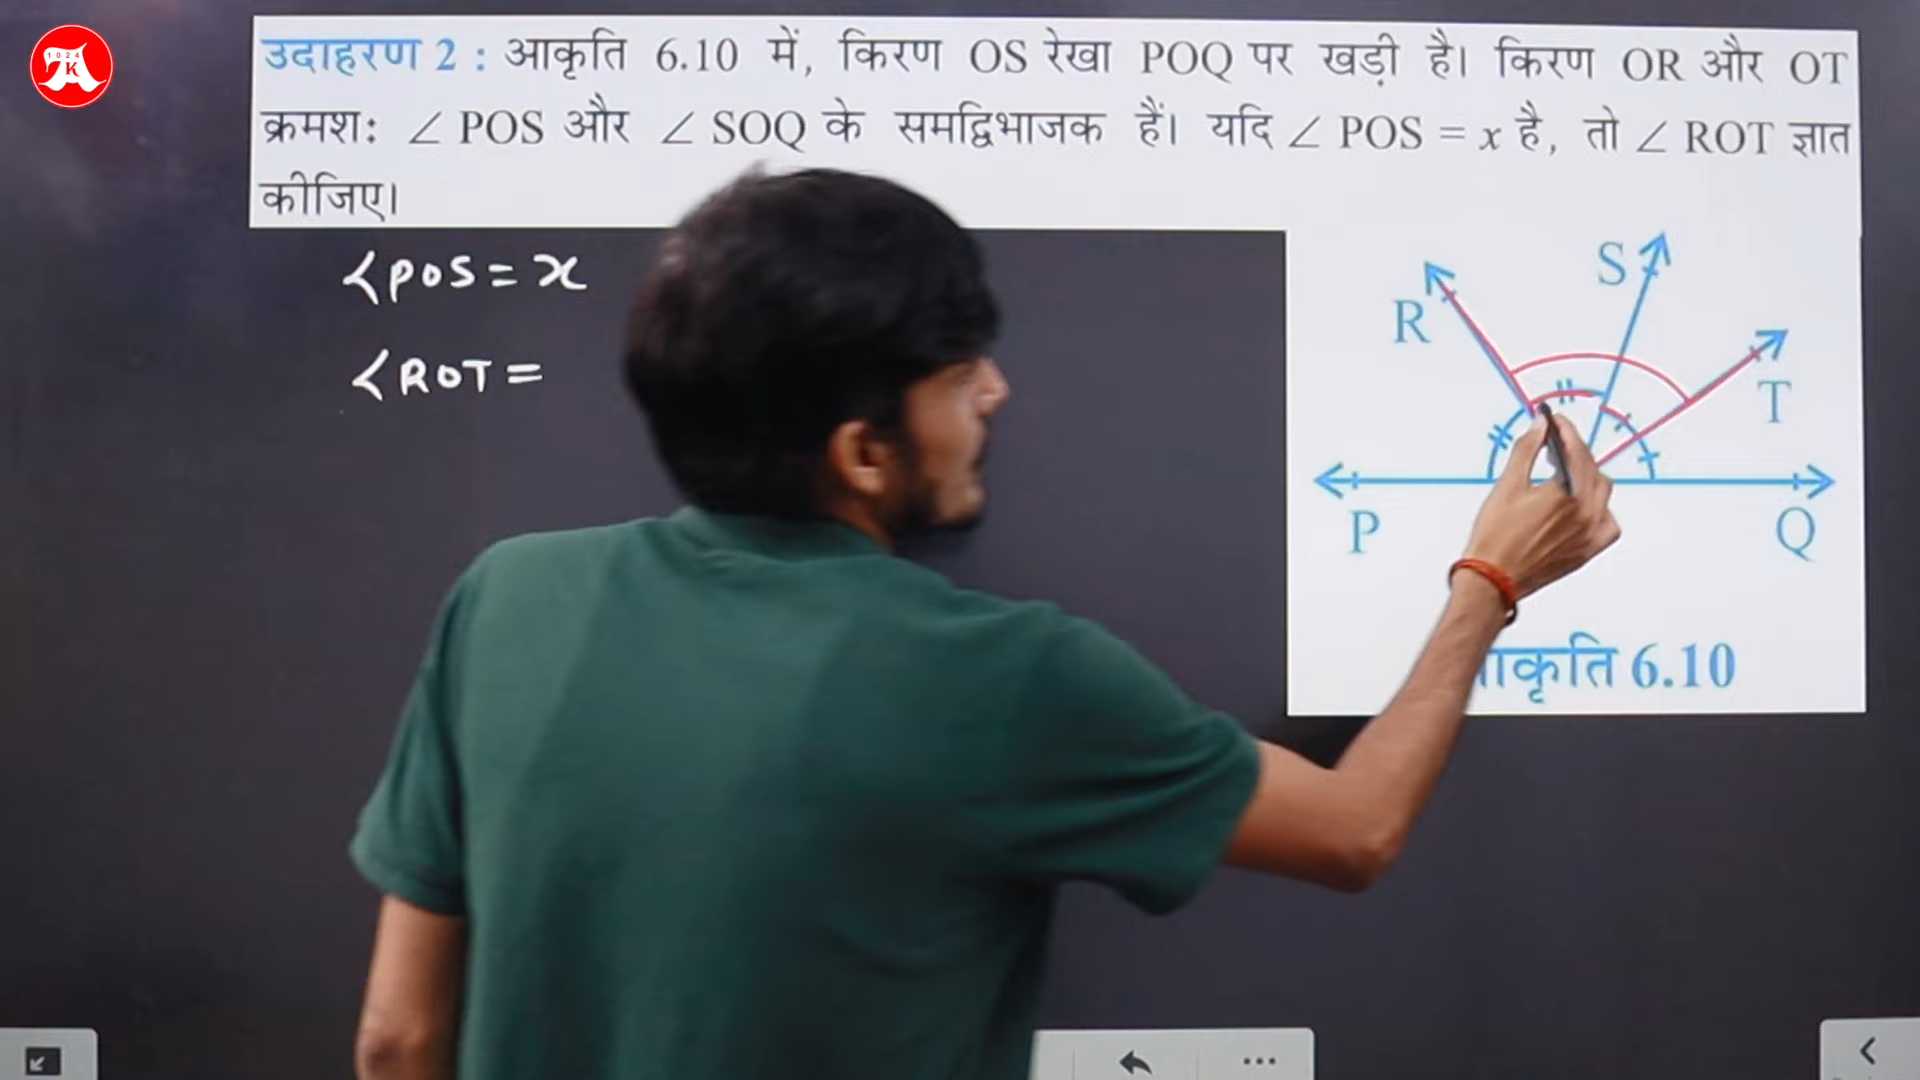 1024
K
उदाहरण 2 : आकृति 6.10 में, किरण OS रेखा POQ पर खड़ी है। किरण OR और OT
क्रमशः ∠ POS और ∠ SOQ के समद्विभाजक हैं। यदि ∠ POS = x है, तो ∠ ROT ज्ञात
कीजिए।
∠POS = x
∠ROT =
S
R
T
P
Q
6.10